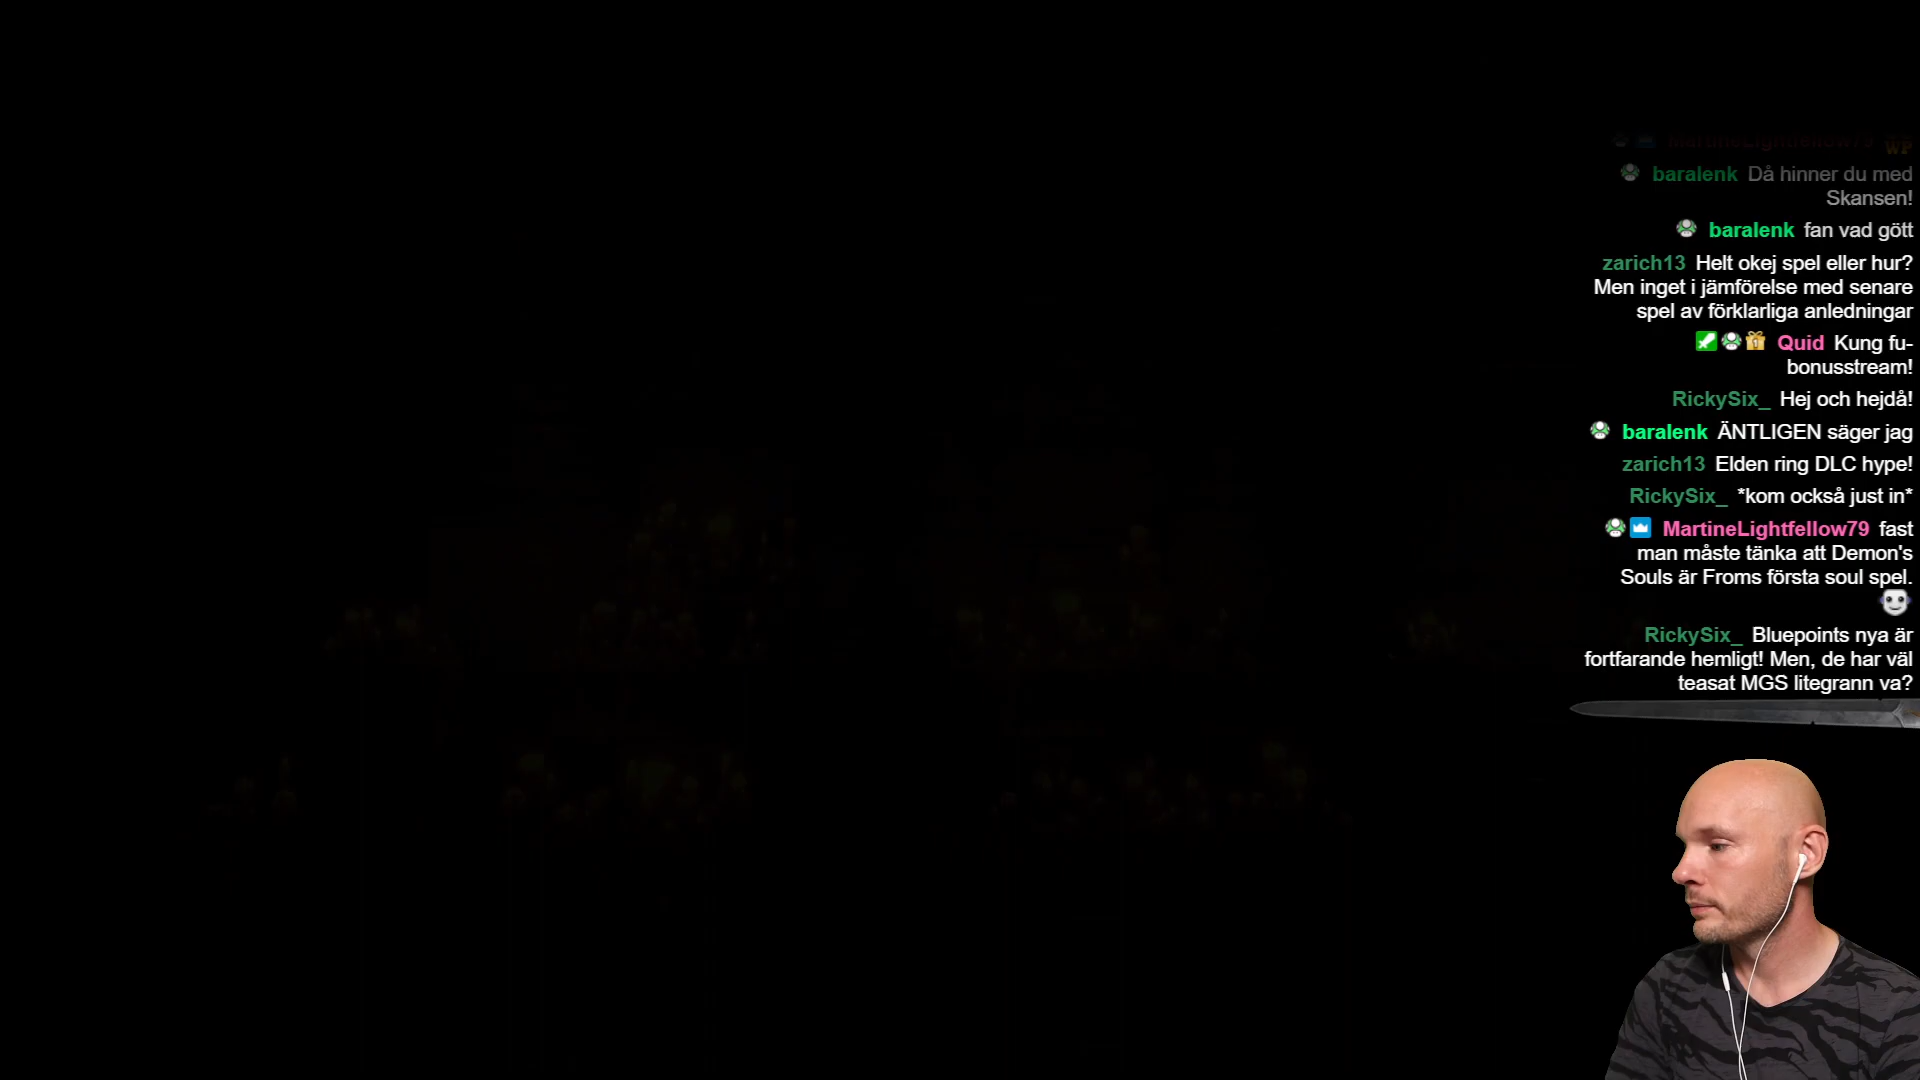 MartineLightfellow79
baralenk Då hinner du med
Skansen!
baralenk fan vad gött
zarich13 Helt okej spel eller hur?
Men inget i jämförelse med senare
spel av förklarliga anledningar
Quid Kung fu-
bonusstream!
RickySix_ Hej och hejdå!
baralenk ÄNTLIGEN säger jag
zarich13 Elden ring DLC hype!
RickySix_ *kom också just in*
MartineLightfellow79 fast
man måste tänka att Demon's
Souls är Froms första soul spel.
RickySix_ Bluepoints nya är
fortfarande hemligt! Men, de har väl
teasat MGS litegrann va?